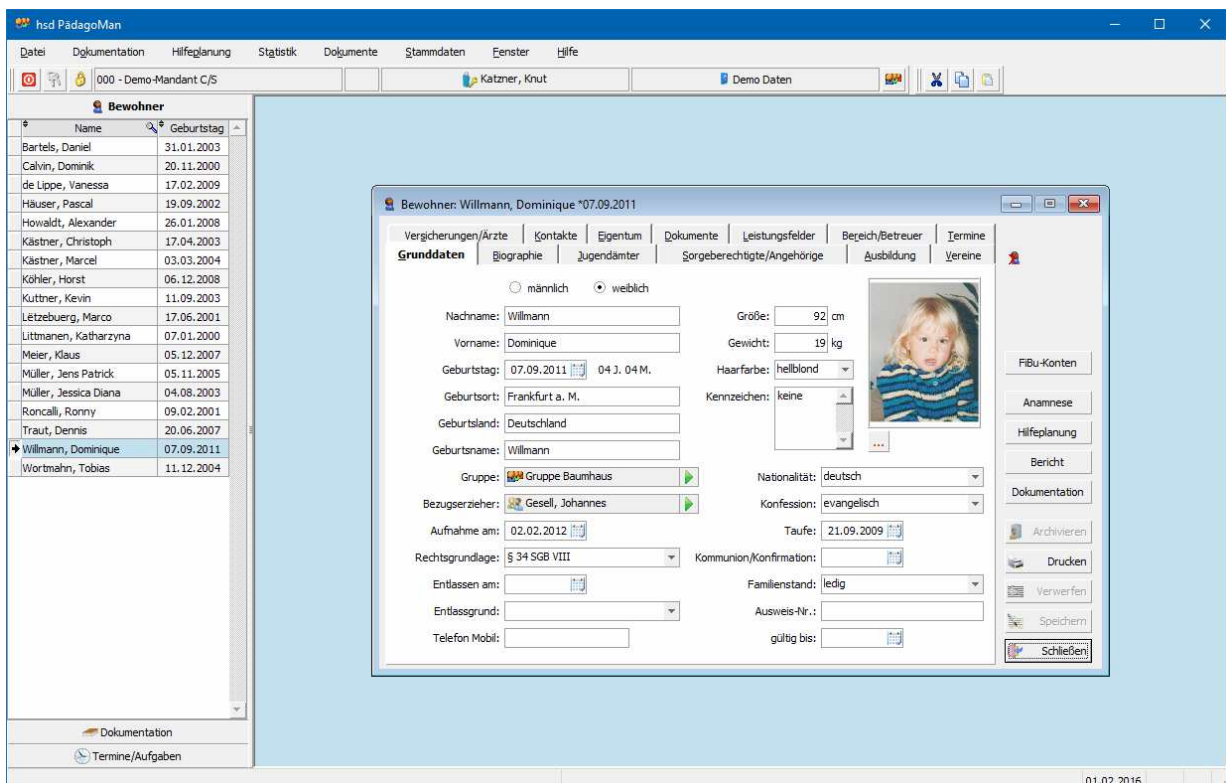 hsd PädagoMan
Datei Dokumentation Hilfeplanung Statistik Dokumente Stammdaten Fenster Hilfe
000 - Demo-Mandant C/S Katzner, Knut Demo Daten
Bewohner
Name Geburtstag
Bartels, Daniel 31.01.2003
Calvin, Dominik 20.11.2000
de Lippe, Vanessa 17.02.2009
Häuser, Pascal 19.09.2002
Howaldt, Alexander 26.01.2008
Kästner, Christoph 17.04.2003
Kästner, Marcel 03.03.2004
Köhler, Horst 06.12.2008
Kuttner, Kevin 11.09.2003
Lëtzebuerg, Marco 17.06.2001
Littmanen, Katharzyna 07.01.2000
Meier, Klaus 05.12.2007
Müller, Jens Patrick 05.11.2005
Müller, Jessica Diana 04.08.2003
Roncalli, Ronny 09.02.2001
Traut, Dennis 20.06.2007
Willmann, Dominique 07.09.2011
Wortmahn, Tobias 11.12.2004
Dokumentation
Termine/Aufgaben
Bewohner: Willmann, Dominique *07.09.2011
Versicherungen/Ärzte Kontakte Eigentum Dokumente Leistungsfelder Bereich/Betreuer Termine
Grunddaten Biographie Jugendämter Sorgeberechtigte/Angehörige Ausbildung Vereine
männlich weiblich
Nachname: Willmann Größe: 92 cm
Vorname: Dominique Gewicht: 19 kg
Geburtstag: 07.09.2011 04 J. 04 M. Haarfarbe: hellblond
Geburtsort: Frankfurt a. M. Kennzeichen: keine
Geburtsland: Deutschland
Geburtsname: Willmann ...
Gruppe: Gruppe Baumhaus Nationalität: deutsch
Bezugserzieher: Gesell, Johannes Konfession: evangelisch
Aufnahme am: 02.02.2012 Taufe: 21.09.2009
Rechtsgrundlage: § 34 SGB VIII Kommunion/Konfirmation:
Entlassen am: Familienstand: ledig
Entlassgrund: Ausweis-Nr.:
Telefon Mobil: gültig bis:
FiBu-Konten
Anamnese
Hilfeplanung
Bericht
Dokumentation
Archivieren
Drucken
Verwerfen
Speichern
Schließen
01.02.2016